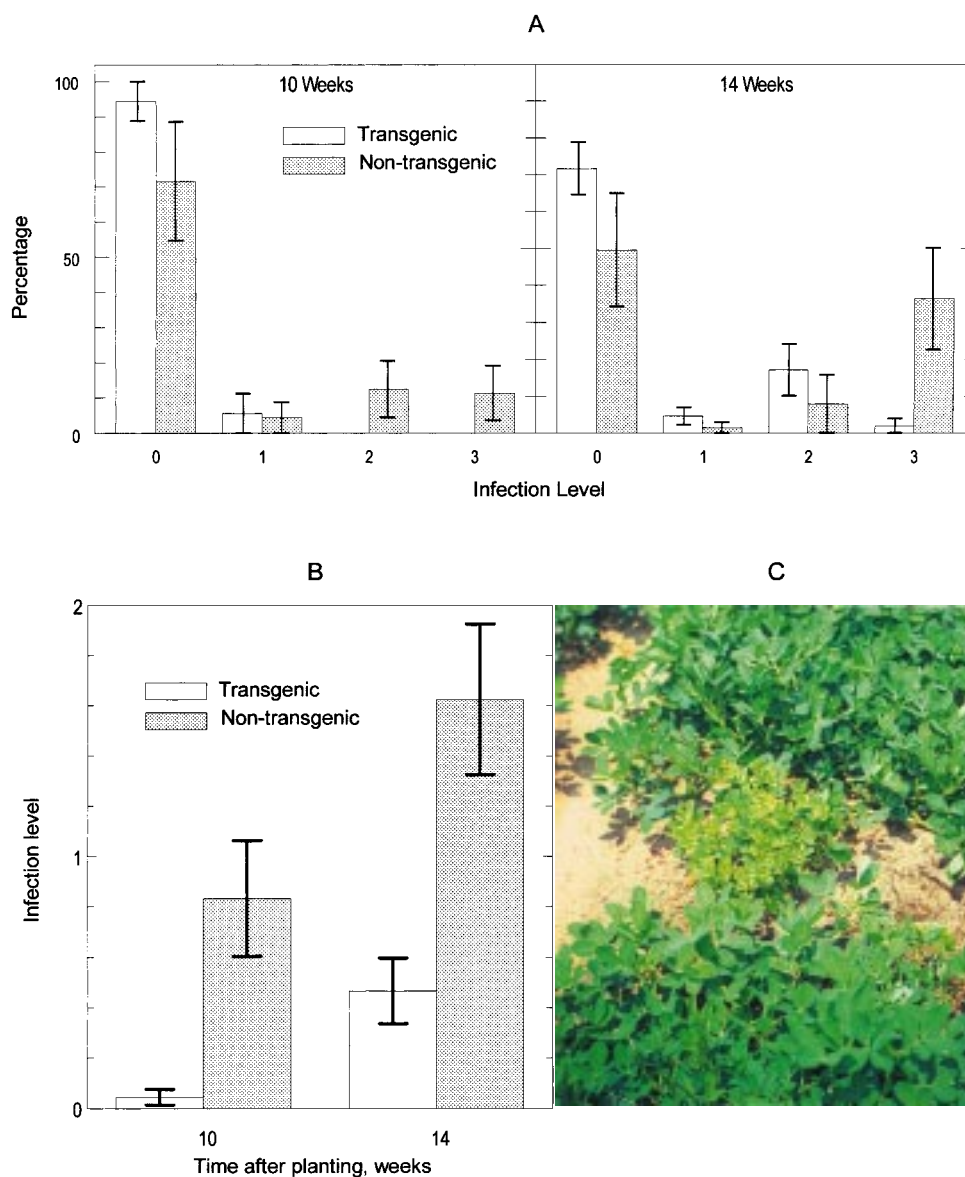 A
10 Weeks 14 Weeks
Transgenic
Non-transgenic
Percentage
100
50
0
0 1 2 3 0 1 2 3
Infection Level
B
C
Transgenic
Non-transgenic
Infection level
2
1
0
10 14
Time after planting, weeks